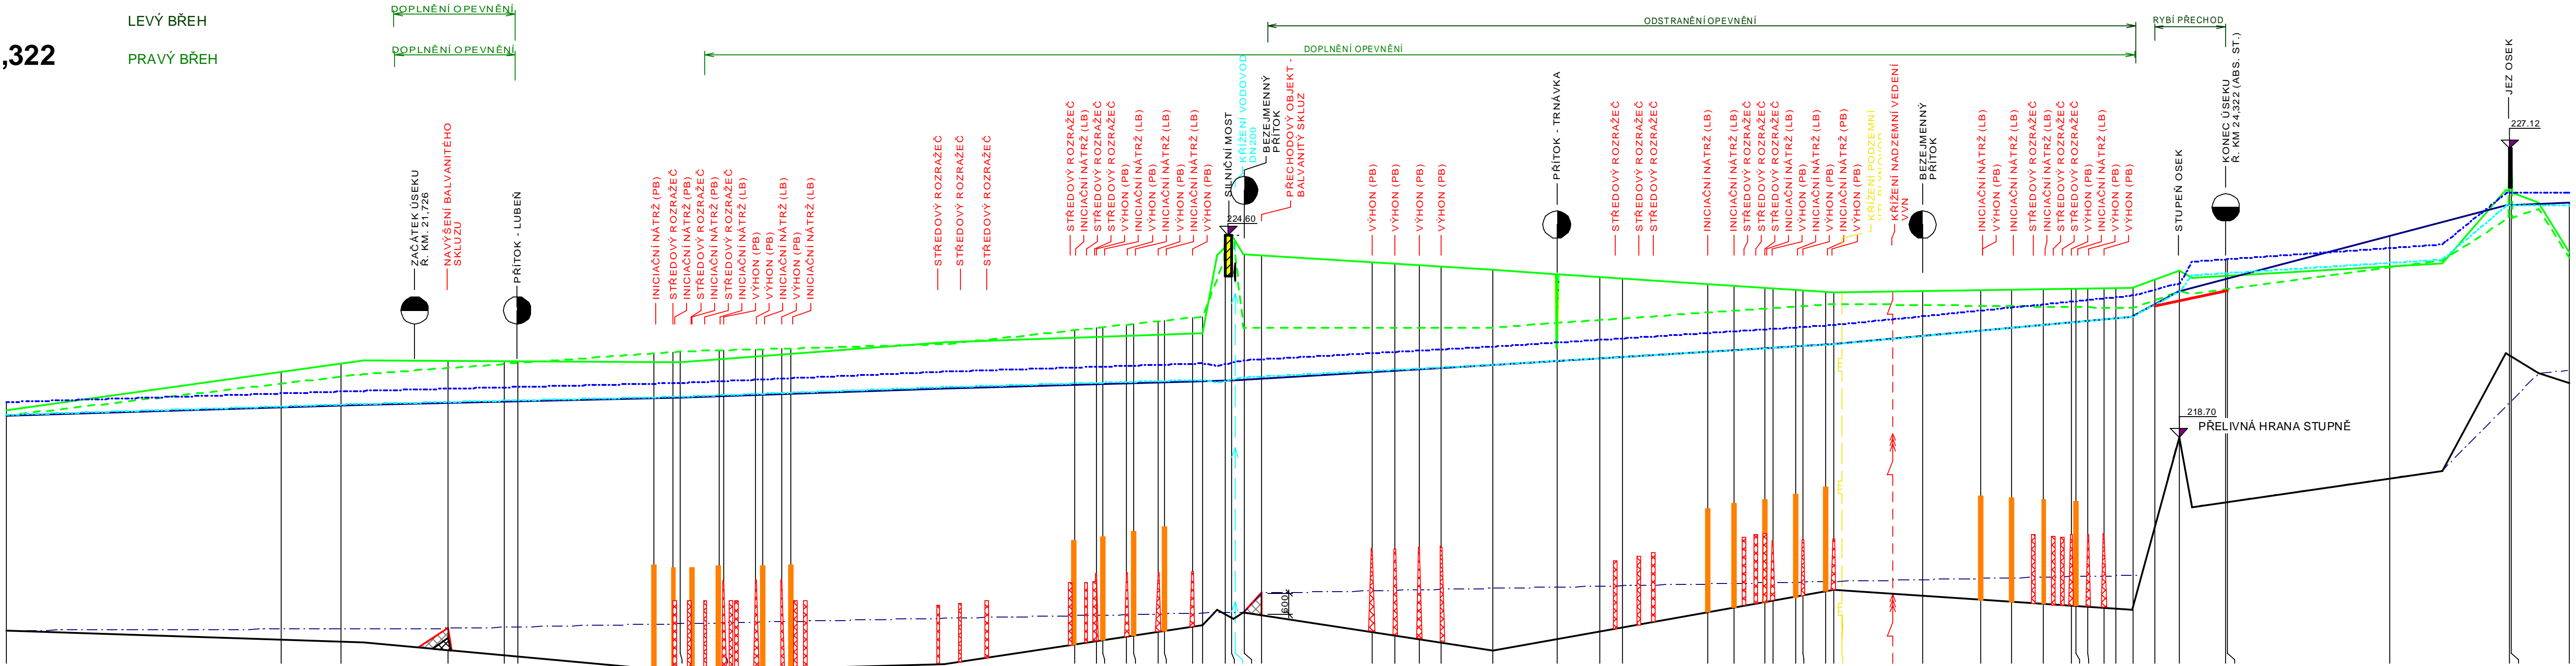 LEVÝ BŘEH
DOPLNĚNÍ OPEVNĚNÍ
ODSTRANĚNÍ OPEVNĚNÍ
RYBÍ PŘECHOD
,322
PRAVÝ BŘEH
DOPLNĚNÍ OPEVNĚNÍ
DOPLNĚNÍ OPEVNĚNÍ
ZAČÁTEK ÚSEKU
Ř. KM. 21,726
NAVÝŠENÍ BALVANITÉHO
SKLUZU
PŘÍTOK - LUBEŇ
INICIAČNÍ NÁTRŽ (PB)
STŘEDOVÝ ROZRAŽEČ
INICIAČNÍ NÁTRŽ (PB)
STŘEDOVÝ ROZRAŽEČ
INICIAČNÍ NÁTRŽ (PB)
STŘEDOVÝ ROZRAŽEČ
INICIAČNÍ NÁTRŽ (LB)
VÝHON (PB)
VÝHON (PB)
INICIAČNÍ NÁTRŽ (LB)
VÝHON (PB)
INICIAČNÍ NÁTRŽ (LB)
STŘEDOVÝ ROZRAŽEČ
STŘEDOVÝ ROZRAŽEČ
STŘEDOVÝ ROZRAŽEČ
STŘEDOVÝ ROZRAŽEČ
INICIAČNÍ NÁTRŽ (LB)
STŘEDOVÝ ROZRAŽEČ
STŘEDOVÝ ROZRAŽEČ
VÝHON (PB)
INICIAČNÍ NÁTRŽ (LB)
VÝHON (PB)
INICIAČNÍ NÁTRŽ (LB)
VÝHON (PB)
INICIAČNÍ NÁTRŽ (LB)
VÝHON (PB)
SILNIČNÍ MOST
224.60
KŘÍŽENÍ VODOVOD
DN200
BEZEJMENNÝ
PŘÍTOK
PŘECHODOVÝ OBJEKT -
BALVANITÝ SKLUZ
600
VÝHON (PB)
VÝHON (PB)
VÝHON (PB)
VÝHON (PB)
PŘÍTOK - TRNÁVKA
STŘEDOVÝ ROZRAŽEČ
STŘEDOVÝ ROZRAŽEČ
STŘEDOVÝ ROZRAŽEČ
INICIAČNÍ NÁTRŽ (LB)
INICIAČNÍ NÁTRŽ (LB)
STŘEDOVÝ ROZRAŽEČ
STŘEDOVÝ ROZRAŽEČ
STŘEDOVÝ ROZRAŽEČ
INICIAČNÍ NÁTRŽ (LB)
VÝHON (PB)
INICIAČNÍ NÁTRŽ (LB)
VÝHON (PB)
INICIAČNÍ NÁTRŽ (PB)
VÝHON (PB)
KŘÍŽENÍ PODZEMNÍ
KŘÍŽENÍ NADZEMNÍ VEDENÍ
VVN
BEZEJMENNÝ
PŘÍTOK
INICIAČNÍ NÁTRŽ (LB)
VÝHON (PB)
INICIAČNÍ NÁTRŽ (LB)
STŘEDOVÝ ROZRAŽEČ
INICIAČNÍ NÁTRŽ (LB)
STŘEDOVÝ ROZRAŽEČ
STŘEDOVÝ ROZRAŽEČ
VÝHON (PB)
INICIAČNÍ NÁTRŽ (LB)
VÝHON (PB)
VÝHON (PB)
STUPEŇ OSEK
KONEC ÚSEKU
Ř. KM 24,322 (ABS. ST.)
218.70
PŘELIVNÁ HRANA STUPNĚ
JEZ OSEK
227.12